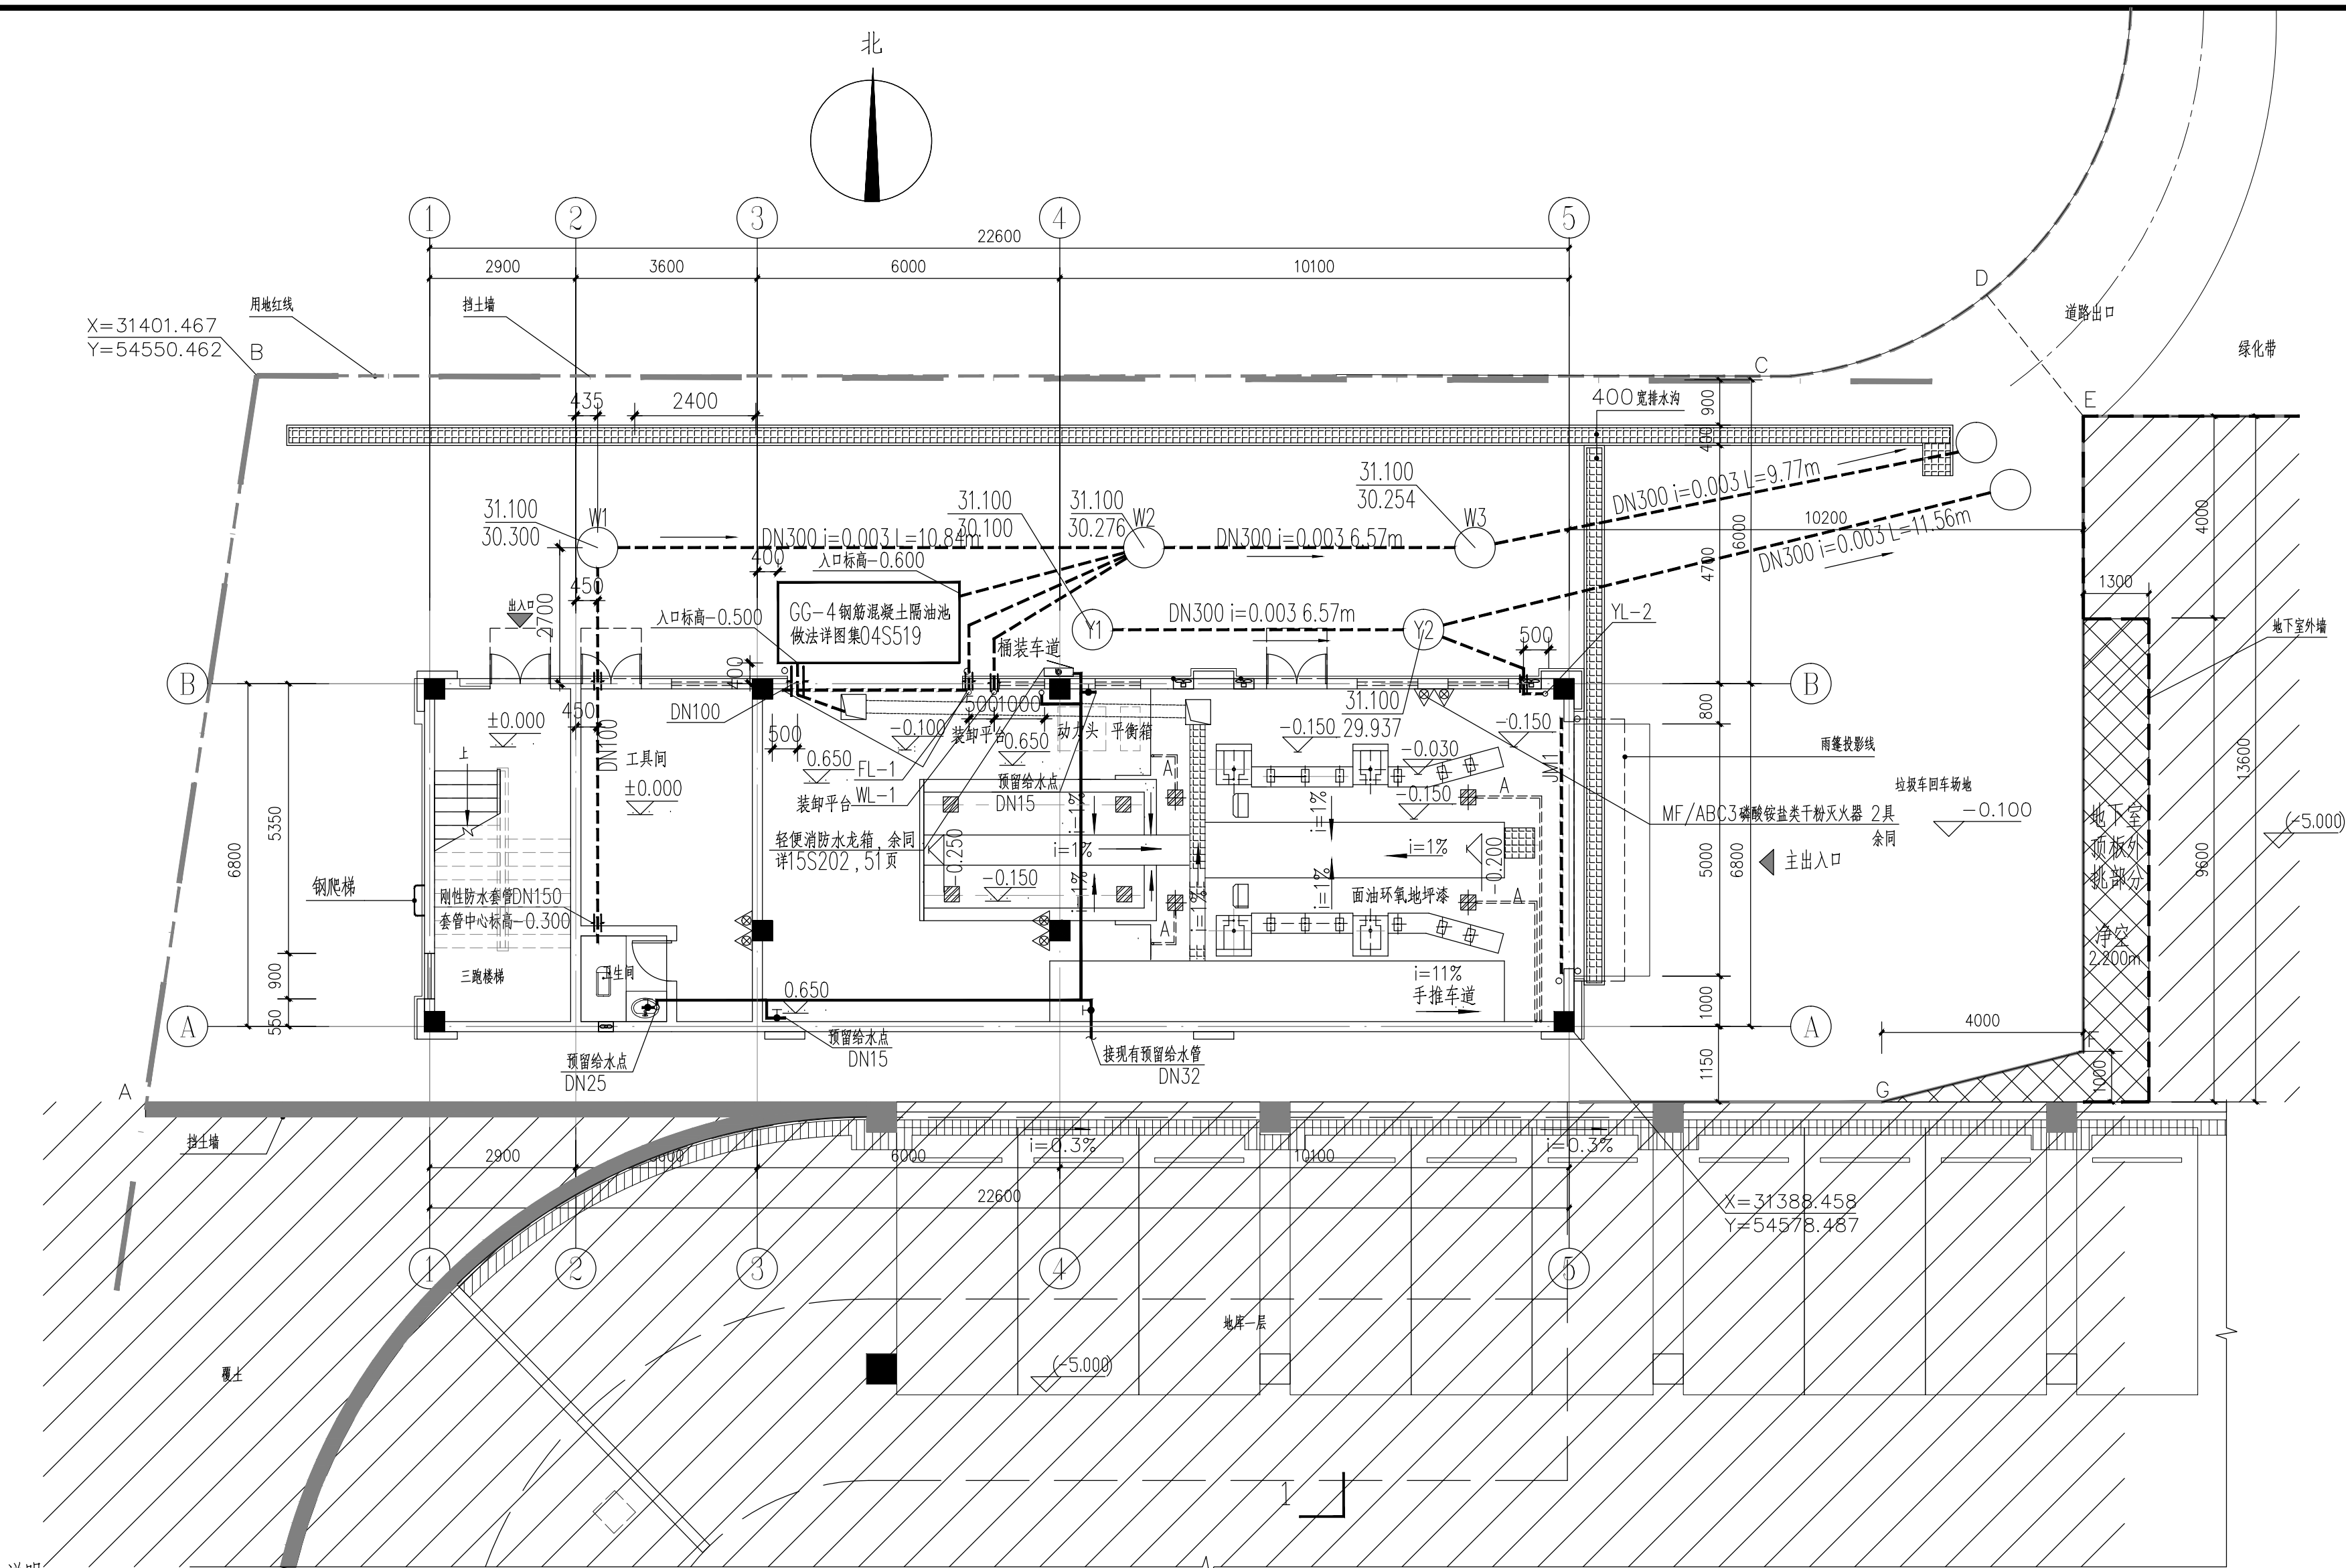 北
1
2
3
4
5
22600
2900
3600
6000
10100
用地红线
挡土墙
X=31401.467
Y=54550.462
B
D
道路出口
绿化带
C
E
435
2400
400宽排水沟
900
400
31.100
30.300
W1
31.100
30.100
31.100
30.276
W2
31.100
30.254
W3
DN300 i=0.003 L=9.77m
DN300 i=0.003 L=10.84m
DN300 i=0.003 6.57m
10200
DN300 i=0.003 L=11.56m
6000
4700
4000
400
入口标高-0.600
450
2700
出入口
入口标高-0.500
GG-4钢筋混凝土隔油池
做法详图集04S519
Y1
DN300 i=0.003 6.57m
Y2
YL-2
1300
地下室外墙
桶装车道
500
B
B
400
DN100
450
DN100
±0.000
上
工具间
±0.000
500
5001000
-0.100
装卸平台
0.650
动力头
平衡箱
0.650
FL-1
装卸平台
WL-1
预留给水点
DN15
31.100
29.937
-0.150
-0.030
-0.150
-0.150
JM1
800
雨篷投影线
垃圾车回车场地
-0.100
13600
(-5.000)
MF/ABC3磷酸铵盐类干粉灭火器 2具
余同
主出入口
地下室
顶板外
挑部分
净空
2.200m
9600
5350
6800
5000
6800
轻便消防水龙箱，余同
详15S202,51页
-0.250
-0.150
i=1%
i=1%
i=1%
i=1%
i=1%
i=1%
i=1%
-0.200
A
A
A
A
面油环氧地坪漆
钢爬梯
刚性防水套管DN150
套管中心标高-0.300
三跑楼梯
卫生间
900
550
0.650
i=11%
手推车道
1000
A
A
预留给水点
DN25
预留给水点
DN15
接现有预留给水管
DN32
1150
4000
F
1000
G
A
挡土墙
i=0.3%
i=0.3%
2900
3600
6000
10100
22600
X=31388.458
Y=54578.487
1
2
3
4
5
地库一层
(-5.000)
覆土
1